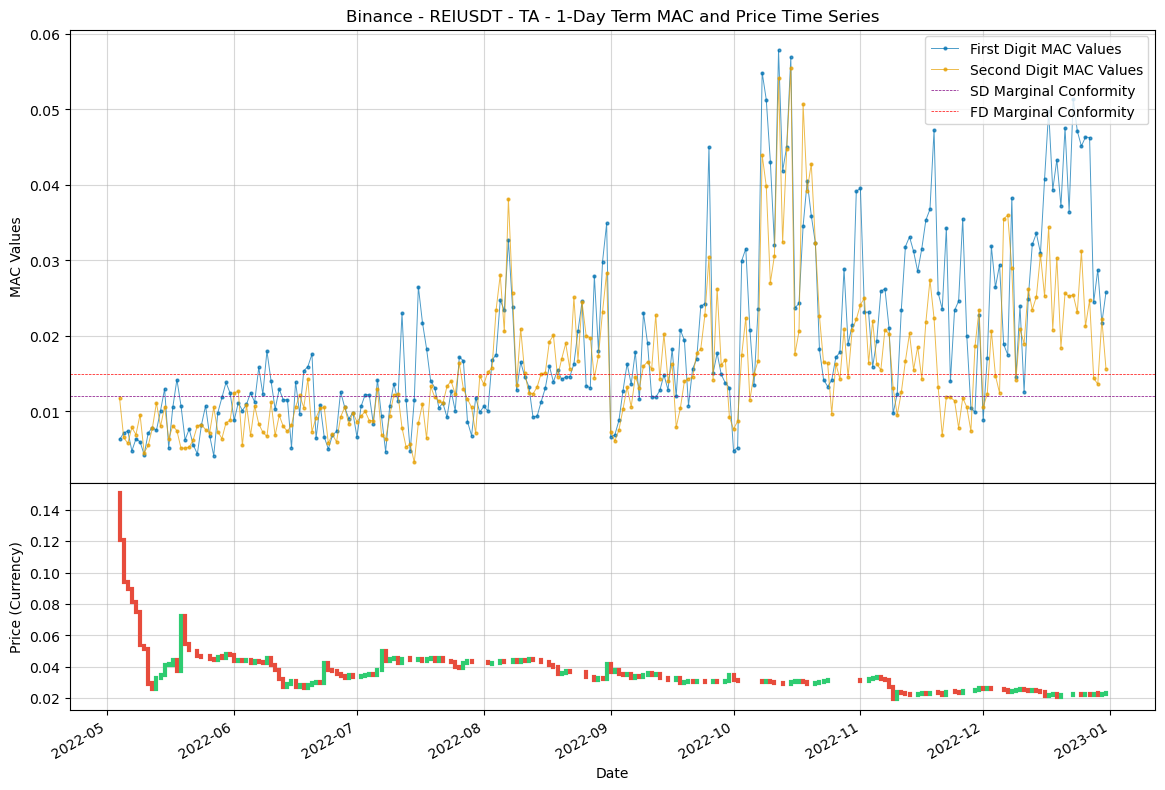 Binance - REIUSDT - TA - 1-Day Term MAC and Price Time Series
First Digit MAC Values
Second Digit MAC Values
SD Marginal Conformity
FD Marginal Conformity
MAC Values
0.06
0.05
0.04
0.03
0.02
0.01
Price (Currency)
0.14
0.12
0.10
0.08
0.06
0.04
0.02
2022-05
2022-06
2022-07
2022-08
2022-09
2022-10
2022-11
2022-12
2023-01
Date